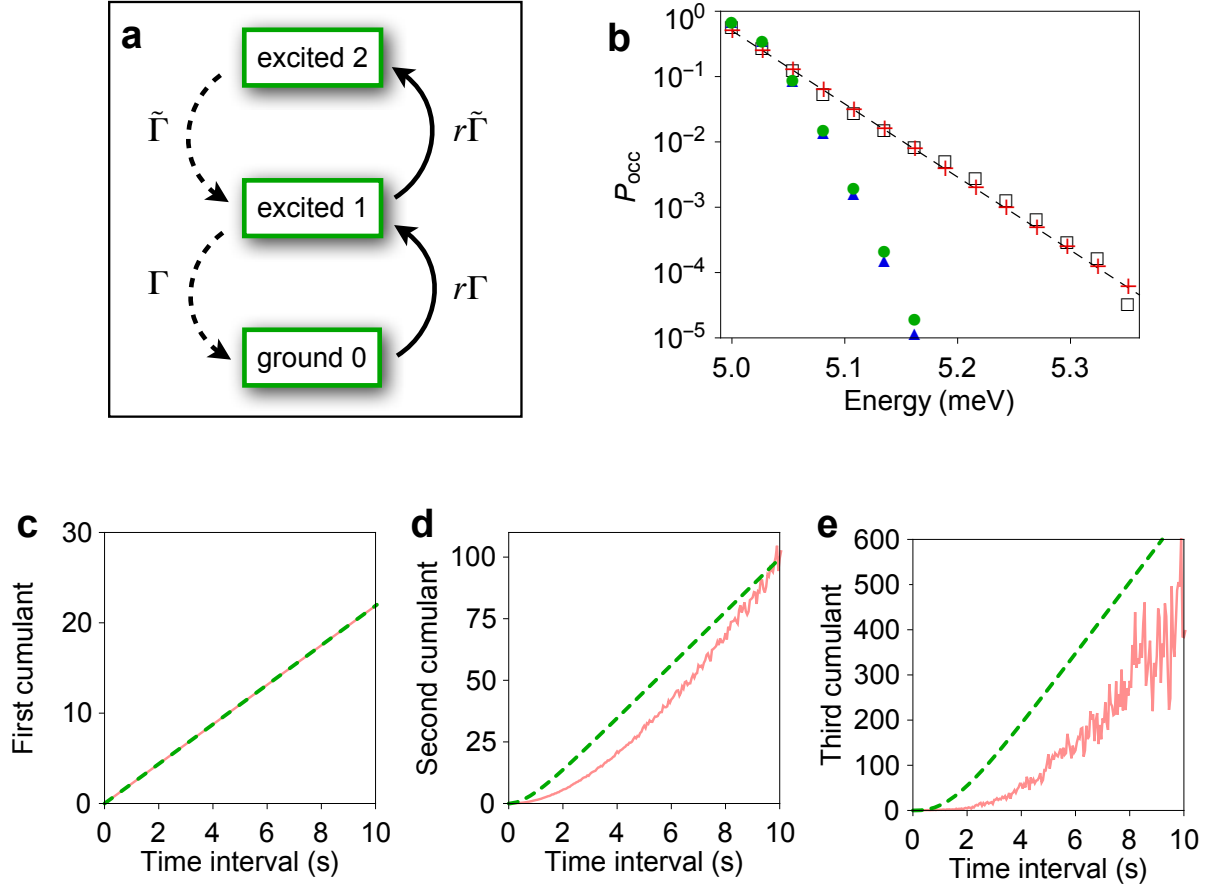 a
excited 2
Γ̃
rΓ̃
excited 1
Γ
rΓ
ground 0
b
10⁰
10⁻¹
10⁻²
10⁻³
10⁻⁴
10⁻⁵
P_occ
5.0 5.1 5.2 5.3
Energy (meV)
c
30
20
10
0
First cumulant
0 2 4 6 8 10
Time interval (s)
d
100
75
50
25
0
Second cumulant
0 2 4 6 8 10
Time interval (s)
e
600
500
400
300
200
100
0
Third cumulant
0 2 4 6 8 10
Time interval (s)